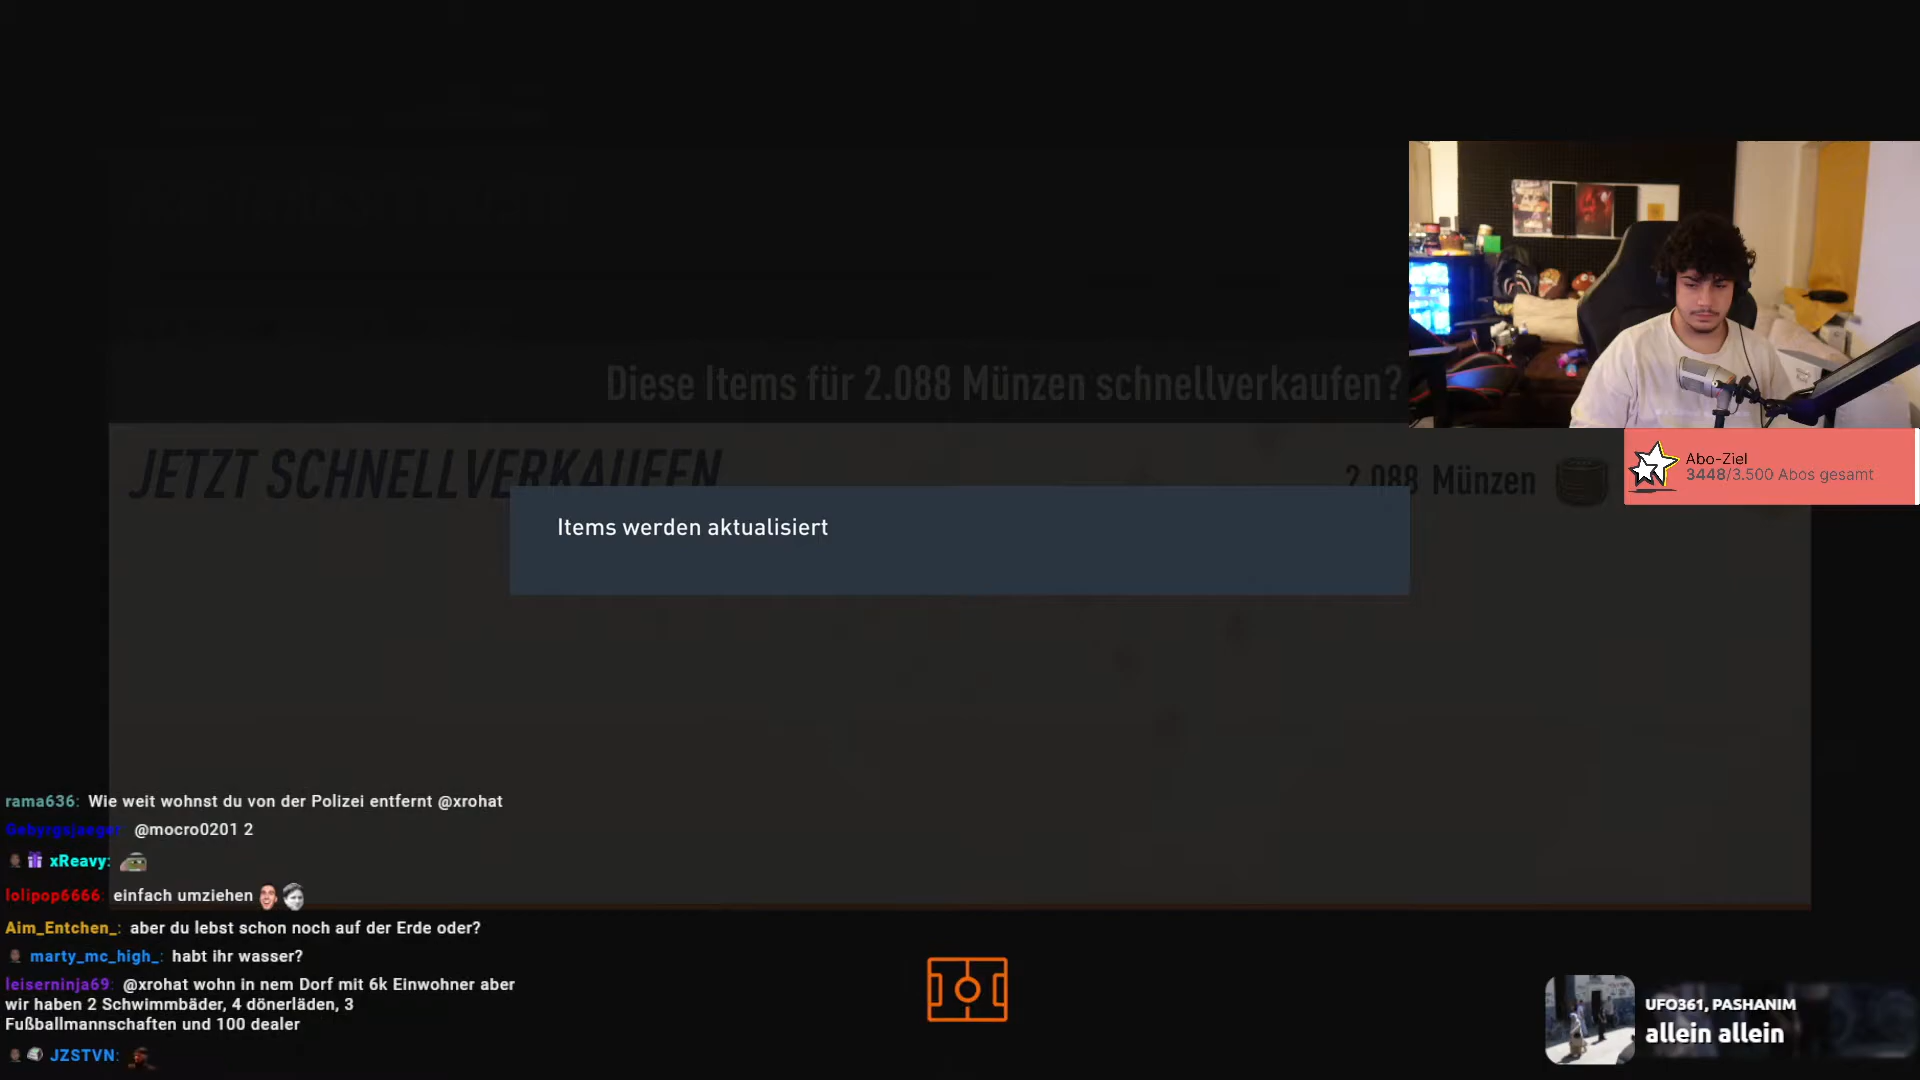 Diese Items für 2.088 Münzen schnellverkaufen?
JETZT SCHNELLVERKAUFEN
2.088 Münzen
Items werden aktualisiert
Abo-Ziel
3448/3.500 Abos gesamt
rama636: Wie weit wohnst du von der Polizei entfernt @xrohat
Gebyrgsjaeger: @mocro0201 2
xReavy:
lolipop6666: einfach umziehen
Aim_Entchen_: aber du lebst schon noch auf der Erde oder?
marty_mc_high_: habt ihr wasser?
leiserninja69: @xrohat wohn in nem Dorf mit 6k Einwohner aber
wir haben 2 Schwimmbäder, 4 dönerläden, 3
Fußballmannschaften und 100 dealer
JZSTVN:
UFO361, PASHANIM
allein allein